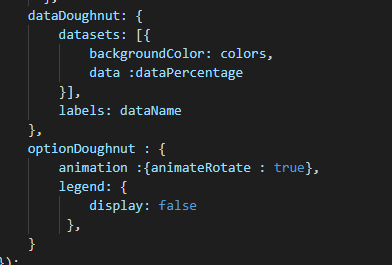 dataDoughnut: {
datasets: [{
backgroundColor: colors,
data :dataPercentage
}],
labels: dataName
},
optionDoughnut : {
animation :{animateRotate : true},
legend: {
display: false
},
}
});